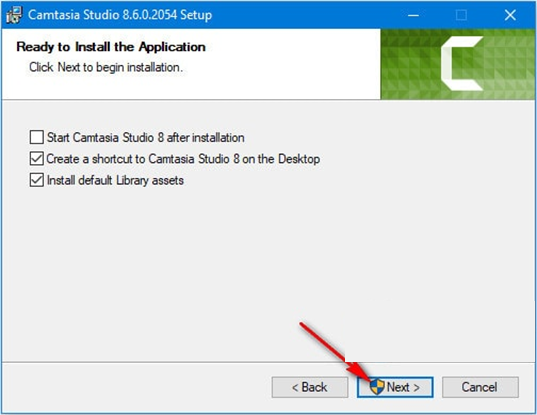 Camtasia Studio 8.6.0.2054 Setup
Ready to Install the Application
Click Next to begin installation.
Start Camtasia Studio 8 after installation
Create a shortcut to Camtasia Studio 8 on the Desktop
Install default Library assets
< Back Next > Cancel